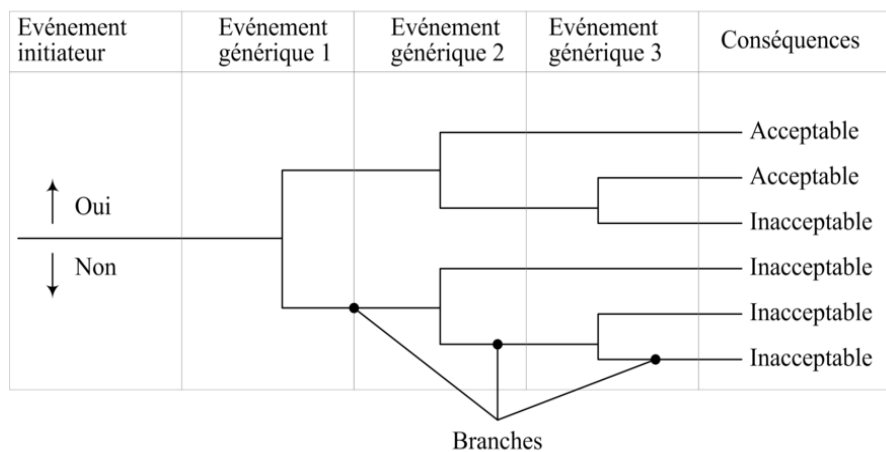 Evénement
initiateur
Evénement
générique 1
Evénement
générique 2
Evénement
générique 3
Conséquences
Oui
Non
Acceptable
Acceptable
Inacceptable
Inacceptable
Inacceptable
Inacceptable
Branches